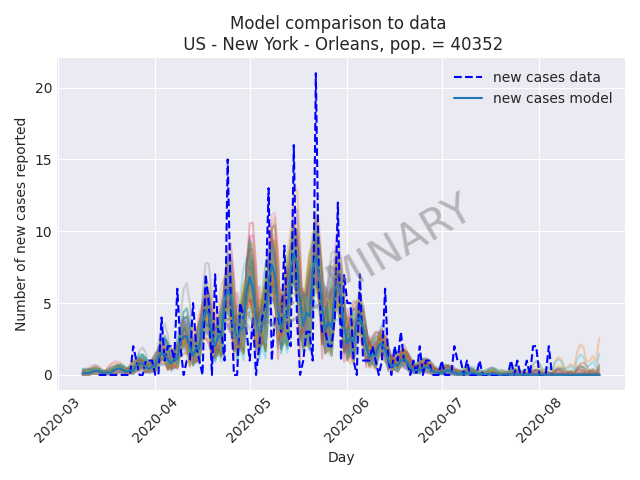 Model comparison to data
US - New York - Orleans, pop. = 40352
new cases data
new cases model
MINARY
Number of new cases reported
20
15
10
5
0
2020-03
2020-04
2020-05
2020-06
2020-07
2020-08
Day